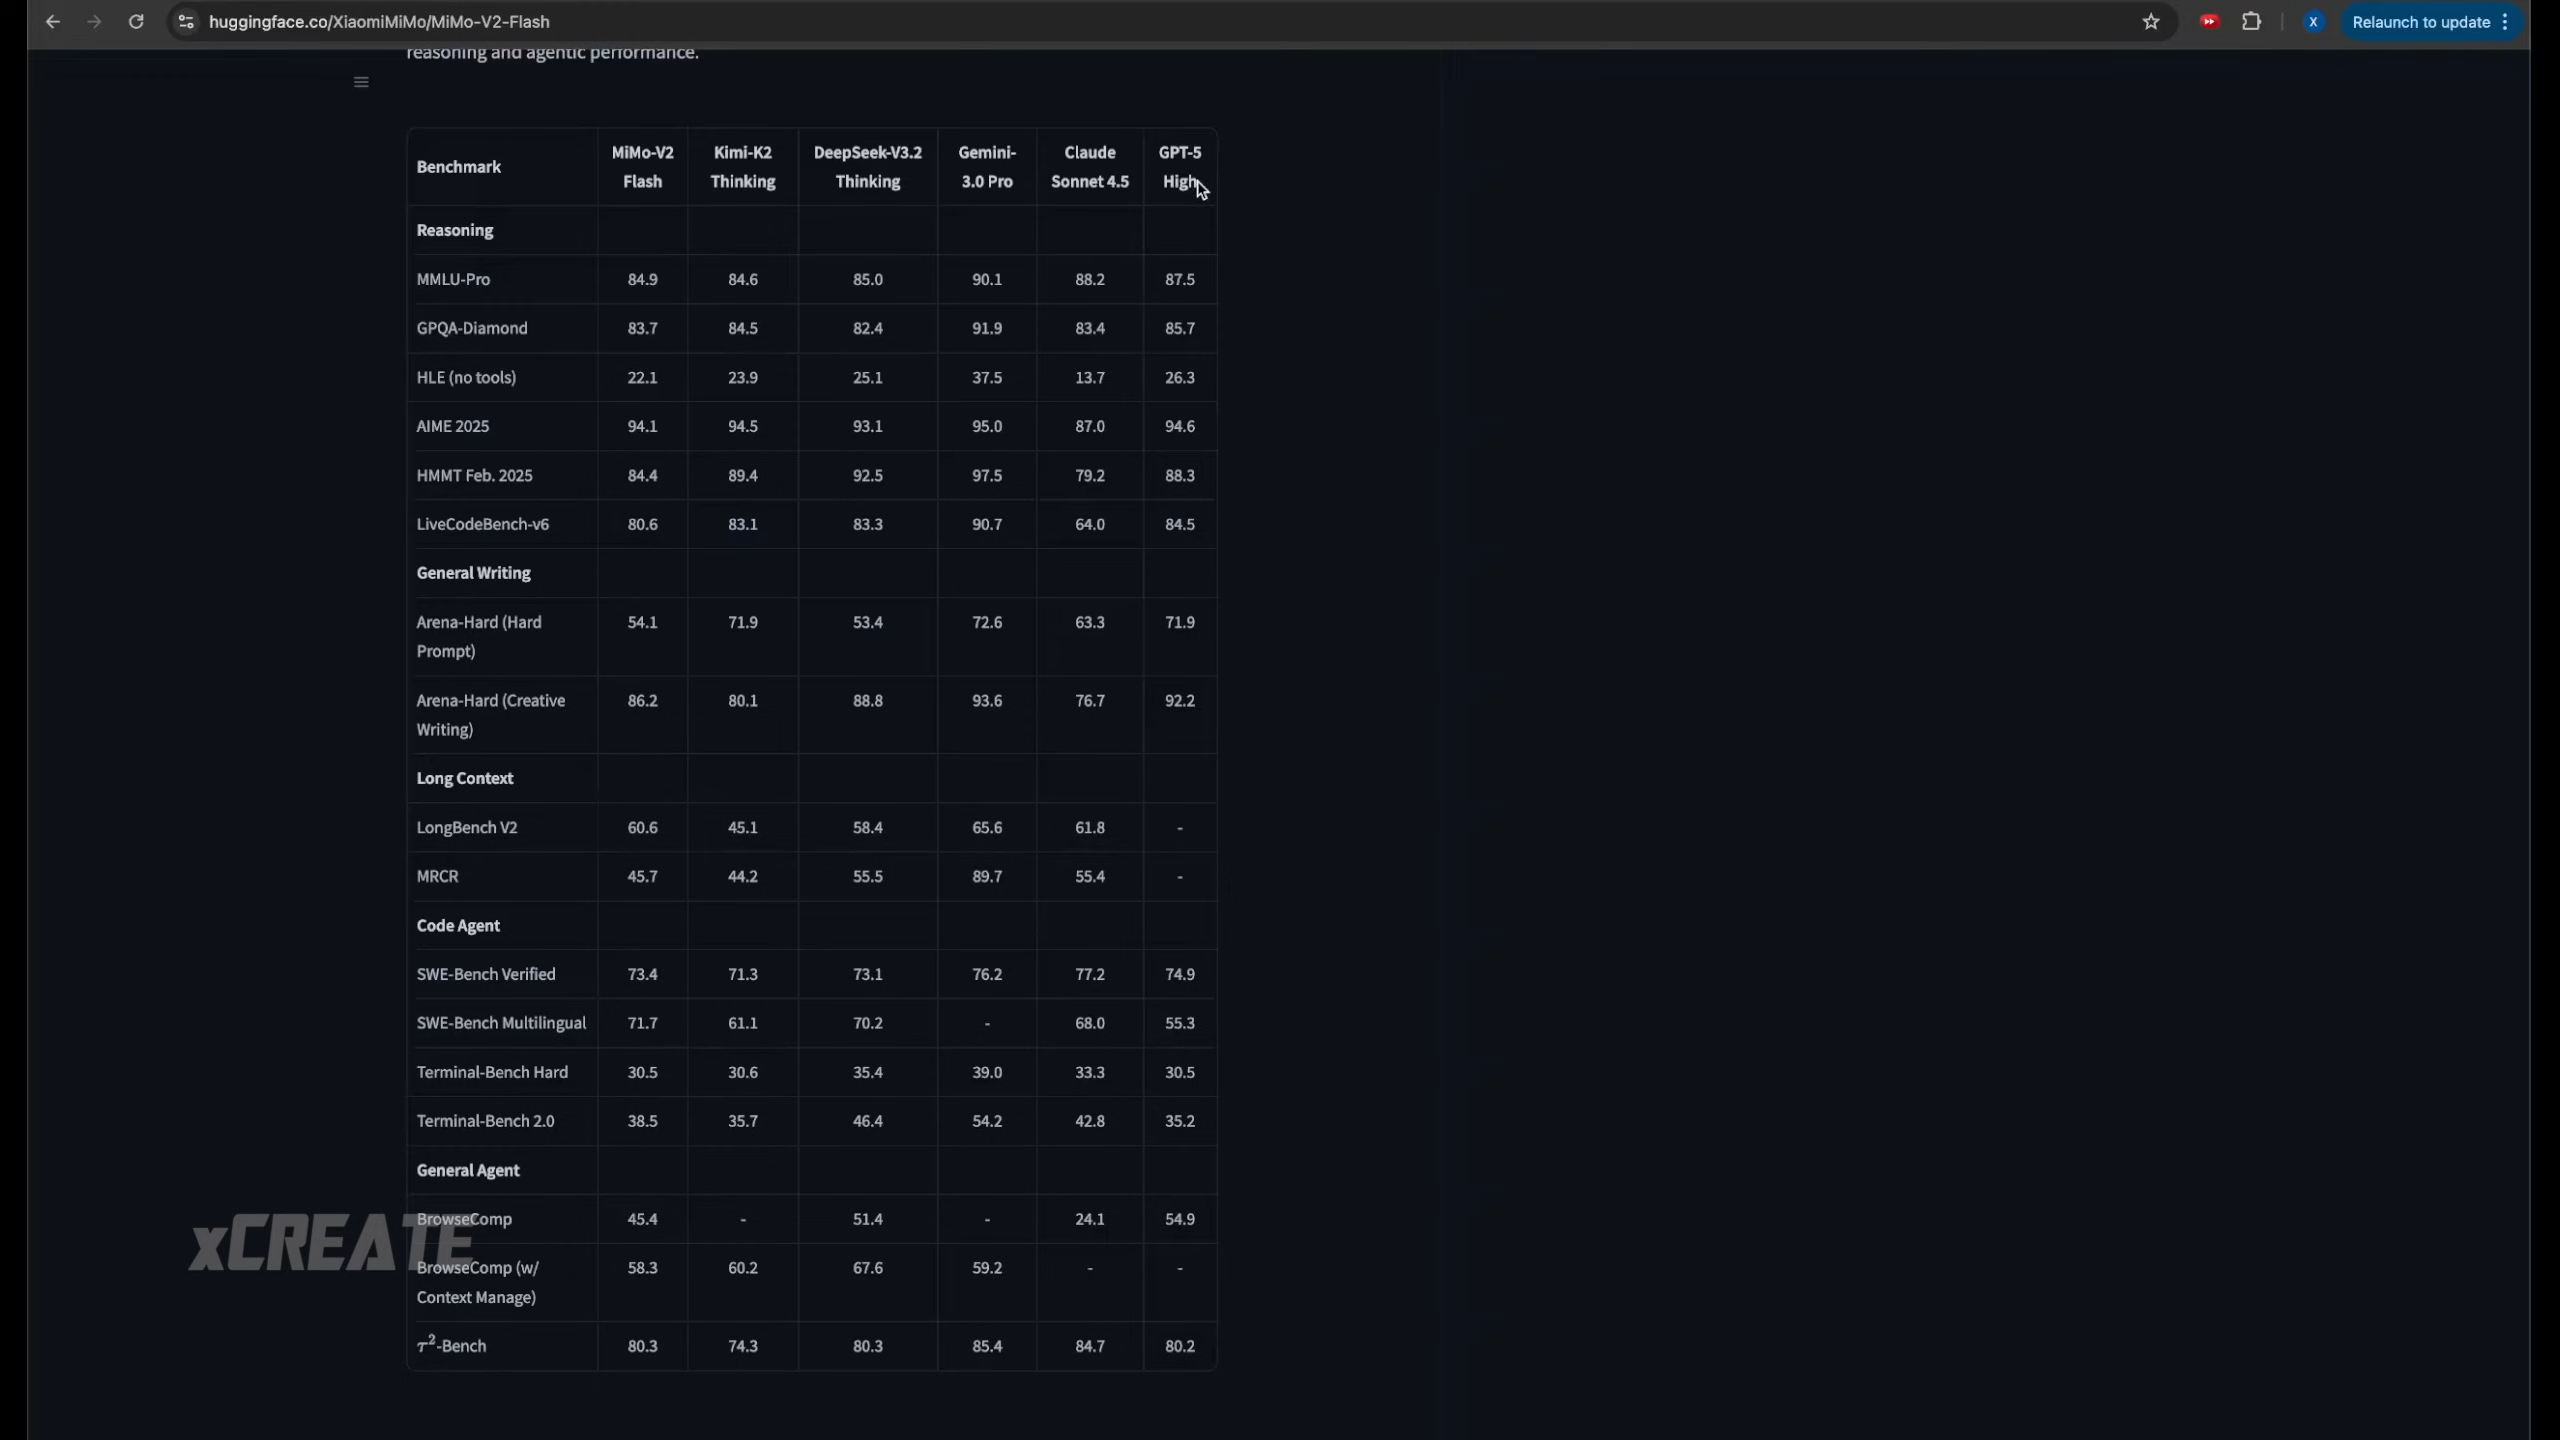 huggingface.co/XiaomiMiMo/MiMo-V2-Flash
X
Relaunch to update
reasoning and agentic performance.
Benchmark MiMo-V2 Flash Kimi-K2 Thinking DeepSeek-V3.2 Thinking Gemini-3.0 Pro Claude Sonnet 4.5 GPT-5 High
Reasoning
MMLU-Pro 84.9 84.6 85.0 90.1 88.2 87.5
GPQA-Diamond 83.7 84.5 82.4 91.9 83.4 85.7
HLE (no tools) 22.1 23.9 25.1 37.5 13.7 26.3
AIME 2025 94.1 94.5 93.1 95.0 87.0 94.6
HMMT Feb. 2025 84.4 89.4 92.5 97.5 79.2 88.3
LiveCodeBench-v6 80.6 83.1 83.3 90.7 64.0 84.5
General Writing
Arena-Hard (Hard Prompt) 54.1 71.9 53.4 72.6 63.3 71.9
Arena-Hard (Creative Writing) 86.2 80.1 88.8 93.6 76.7 92.2
Long Context
LongBench V2 60.6 45.1 58.4 65.6 61.8 -
MRCR 45.7 44.2 55.5 89.7 55.4 -
Code Agent
SWE-Bench Verified 73.4 71.3 73.1 76.2 77.2 74.9
SWE-Bench Multilingual 71.7 61.1 70.2 - 68.0 55.3
Terminal-Bench Hard 30.5 30.6 35.4 39.0 33.3 30.5
Terminal-Bench 2.0 38.5 35.7 46.4 54.2 42.8 35.2
General Agent
BrowseComp 45.4 - 51.4 - 24.1 54.9
BrowseComp (w/ Context Manage) 58.3 60.2 67.6 59.2 - -
τ²-Bench 80.3 74.3 80.3 85.4 84.7 80.2
xCREATE